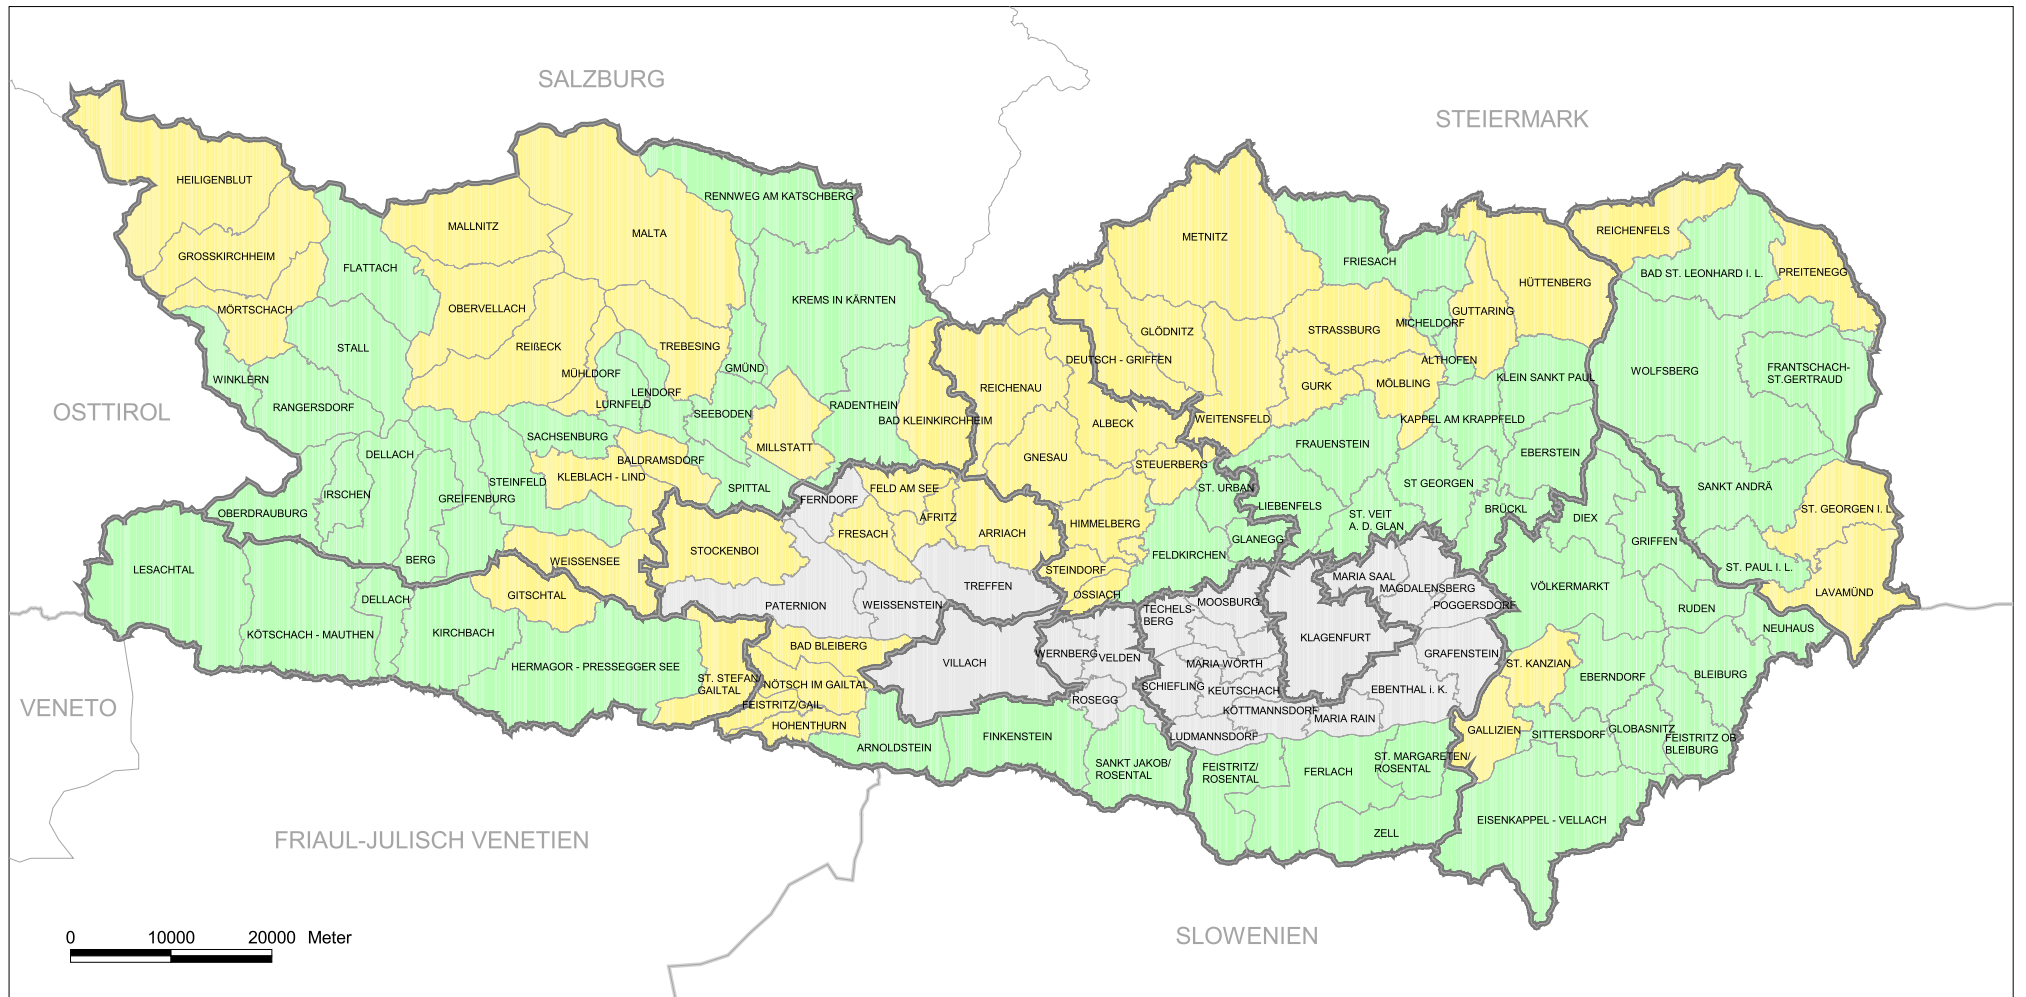 SALZBURG
STEIERMARK
OSTTIROL
VENETO
FRIAUL-JULISCH VENETIEN
SLOWENIEN
HEILIGENBLUT
GROSSKIRCHHEIM
MÖRTSCHACH
FLATTACH
STALL
WINKLERN
RANGERSDORF
MALLNITZ
OBERVELLACH
MALTA
REIßECK
MÜHLDORF
LURNFELD
LENDORF
TREBESING
GMÜND
RENNWEG AM KATSCHBERG
KREMS IN KÄRNTEN
SEEBODEN
MILLSTATT
RADENTHEIN
BAD KLEINKIRCHHEIM
SACHSENBURG
BALDRAMSDORF
KLEBLACH - LIND
SPITTAL
STEINFELD
GREIFENBURG
DELLACH
IRSCHEN
OBERDRAUBURG
BERG
WEISSENSEE
LESACHTAL
KÖTSCHACH - MAUTHEN
DELLACH
KIRCHBACH
GITSCHTAL
HERMAGOR - PRESSEGGER SEE
ST. STEFAN/
GAILTAL
STOCKENBOI
FERNDORF
FELD AM SEE
AFRITZ
FRESACH
ARRIACH
TREFFEN
PATERNION
WEISSENSTEIN
BAD BLEIBERG
NÖTSCH IM GAILTAL
FEISTRITZ/GAIL
HOHENTHURN
ARNOLDSTEIN
VILLACH
FINKENSTEIN
WERNBERG
VELDEN
ROSEGG
SANKT JAKOB/
ROSENTAL
REICHENAU
DEUTSCH - GRIFFEN
GLÖDNITZ
METNITZ
ALBECK
GNESAU
WEITENSFELD
STEUERBERG
HIMMELBERG
ST. URBAN
FELDKIRCHEN
GLANEGG
STEINDORF
OSSIACH
FRIESACH
STRASSBURG
MICHELDORF
GUTTARING
HÜTTENBERG
ALTHOFEN
GURK
MÖLBLING
KLEIN SANKT PAUL
KAPPEL AM KRAPPFELD
FRAUENSTEIN
EBERSTEIN
ST GEORGEN
LIEBENFELS
ST. VEIT
A. D. GLAN
BRÜCKL
REICHENFELS
BAD ST. LEONHARD I. L.
PREITENEGG
WOLFSBERG
FRANTSCHACH-
ST.GERTRAUD
SANKT ANDRÄ
ST. GEORGEN I. L
ST. PAUL I. L.
LAVAMÜND
DIEX
GRIFFEN
VÖLKERMARKT
RUDEN
NEUHAUS
ST. KANZIAN
EBERNDORF
BLEIBURG
GALLIZIEN
SITTERSDORF
GLOBASNITZ
FEISTRITZ OB
BLEIBURG
EISENKAPPEL - VELLACH
TECHELS-
BERG
MOOSBURG
MARIA SAAL
MAGDALENSBERG
POGGERSDORF
KLAGENFURT
GRAFENSTEIN
MARIA WÖRTH
SCHIEFLING
KEUTSCHACH
EBENTHAL i. K.
KÖTTMANNSDORF
MARIA RAIN
LUDMANNSDORF
FEISTRITZ/
ROSENTAL
FERLACH
ST. MARGARETEN/
ROSENTAL
ZELL
0 10000 20000 Meter